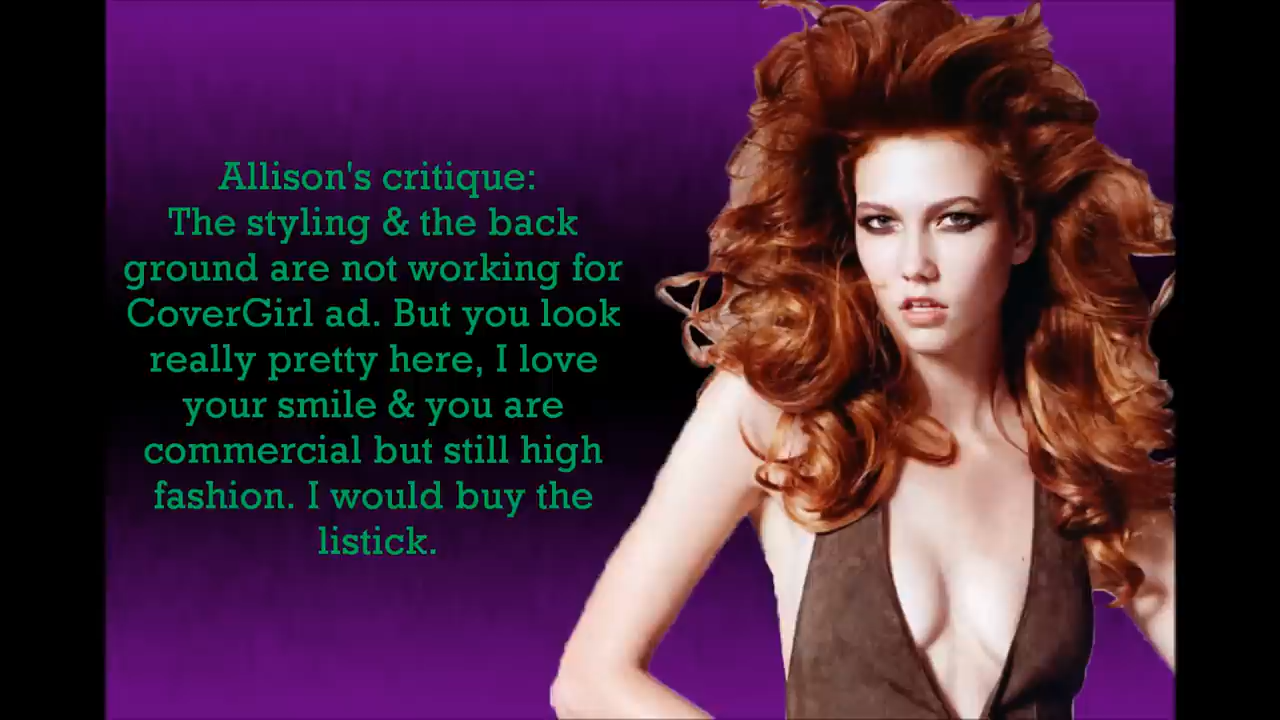 Allison's critique:
The styling & the back
ground are not working for
CoverGirl ad. But you look
really pretty here, I love
your smile & you are
commercial but still high
fashion. I would buy the
listick.